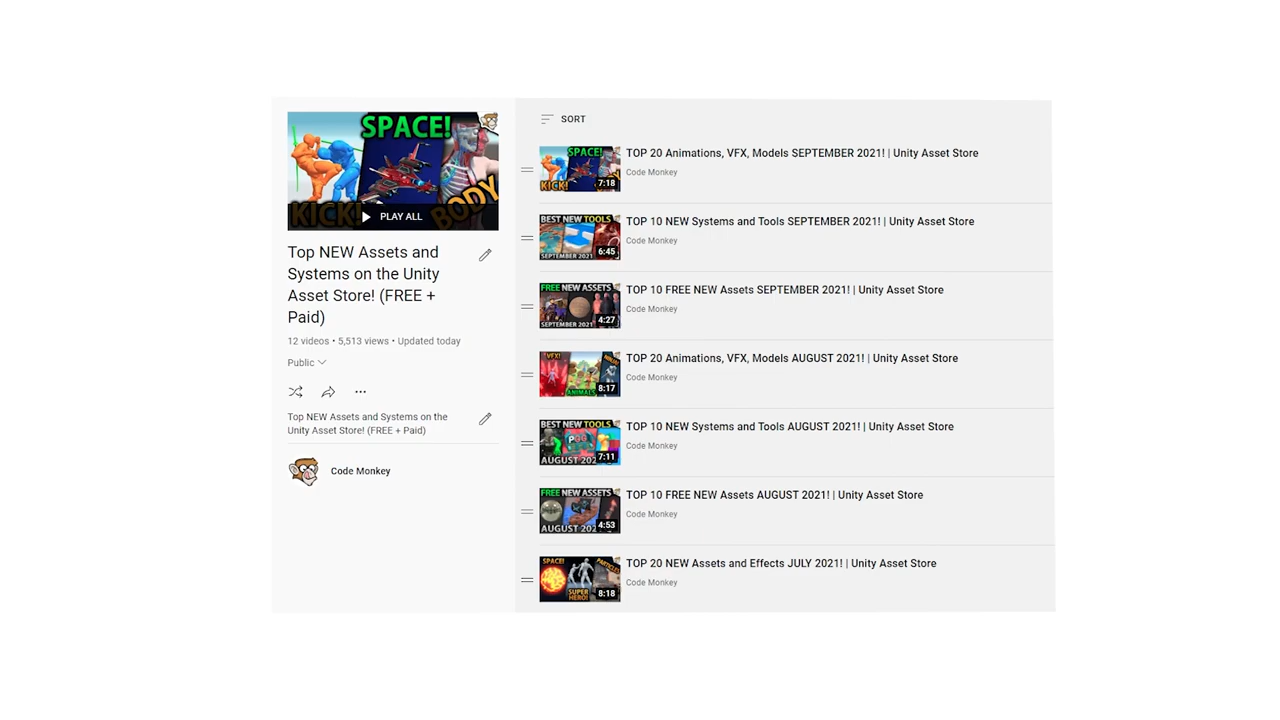 SPACE!
KICK!
BODY
PLAY ALL
Top NEW Assets and
Systems on the Unity
Asset Store! (FREE +
Paid)
12 videos • 5,513 views • Updated today
Public
Top NEW Assets and Systems on the
Unity Asset Store! (FREE + Paid)
Code Monkey
SORT
SPACE!
KICK!
7:18
TOP 20 Animations, VFX, Models SEPTEMBER 2021! | Unity Asset Store
Code Monkey
BEST NEW TOOLS
SEPTEMBER 2021
6:45
TOP 10 NEW Systems and Tools SEPTEMBER 2021! | Unity Asset Store
Code Monkey
FREE NEW ASSETS
SEPTEMBER 2021
4:27
TOP 10 FREE NEW Assets SEPTEMBER 2021! | Unity Asset Store
Code Monkey
VFX!
ANIMALS
8:17
TOP 20 Animations, VFX, Models AUGUST 2021! | Unity Asset Store
Code Monkey
BEST NEW TOOLS
AUGUST 202
7:11
TOP 10 NEW Systems and Tools AUGUST 2021! | Unity Asset Store
Code Monkey
FREE NEW ASSETS
AUGUST 202
4:53
TOP 10 FREE NEW Assets AUGUST 2021! | Unity Asset Store
Code Monkey
SPACE!
PARTICLES
SUPER
HERO!
8:18
TOP 20 NEW Assets and Effects JULY 2021! | Unity Asset Store
Code Monkey